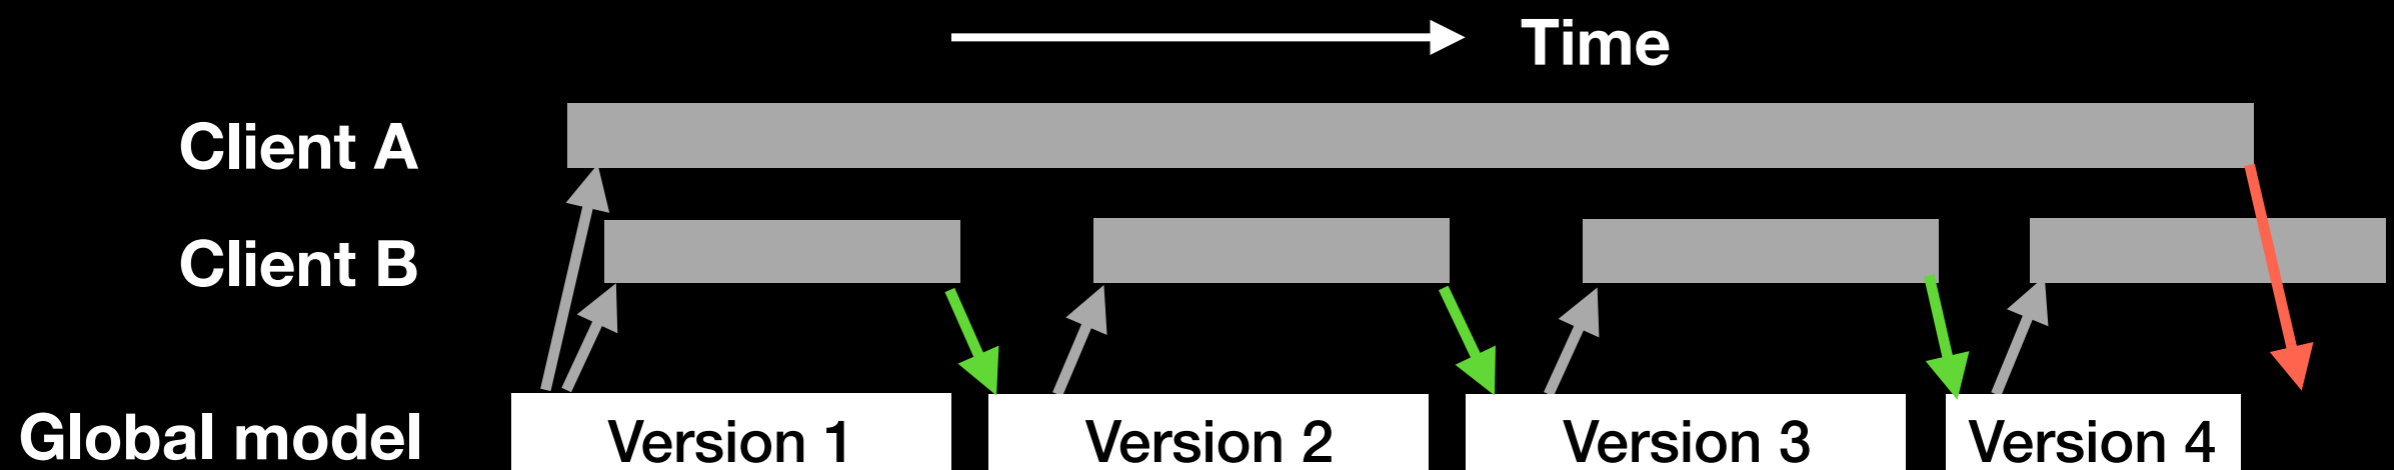 Time
Client A
Client B
Global model
Version 1
Version 2
Version 3
Version 4